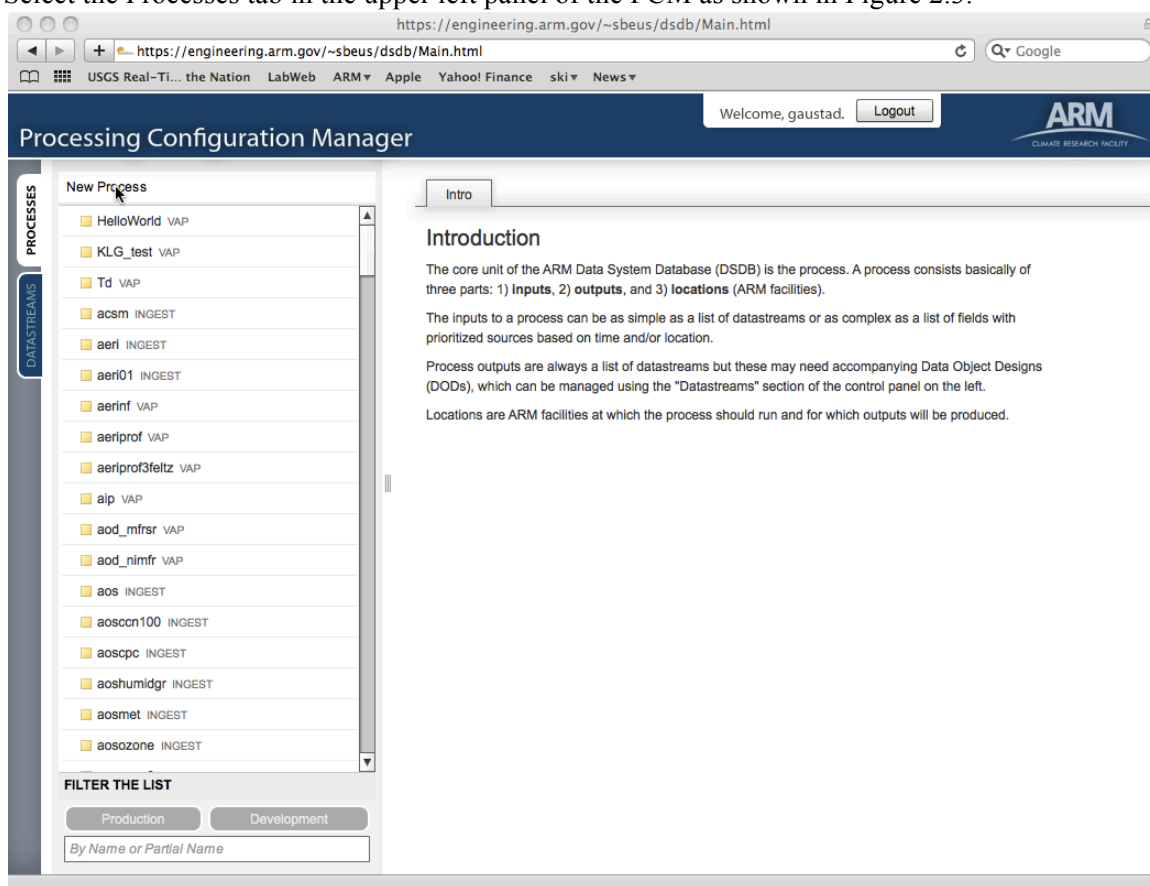 Select the Processes tab in the upper left panel of the PCM as shown in Figure 2.3.
https://engineering.arm.gov/~sbeus/dsdb/Main.html
https://engineering.arm.gov/~sbeus/dsdb/Main.html
Google
USGS Real-Ti... the Nation LabWeb ARM Apple Yahoo! Finance ski News
Welcome, gaustad. Logout
Processing Configuration Manager
ARM
CLIMATE RESEARCH FACILITY
PROCESSES
DATASTREAMS
New Process
HelloWorld VAP
KLG_test VAP
Td VAP
acsm INGEST
aeri INGEST
aeri01 INGEST
aerinf VAP
aeriprof VAP
aeriprof3feltz VAP
aip VAP
aod_mfrsr VAP
aod_nimfr VAP
aos INGEST
aosccn100 INGEST
aoscpc INGEST
aoshumidgr INGEST
aosmet INGEST
aosozone INGEST
FILTER THE LIST
Production Development
By Name or Partial Name
Intro
Introduction
The core unit of the ARM Data System Database (DSDB) is the process. A process consists basically of
three parts: 1) inputs, 2) outputs, and 3) locations (ARM facilities).
The inputs to a process can be as simple as a list of datastreams or as complex as a list of fields with
prioritized sources based on time and/or location.
Process outputs are always a list of datastreams but these may need accompanying Data Object Designs
(DODs), which can be managed using the "Datastreams" section of the control panel on the left.
Locations are ARM facilities at which the process should run and for which outputs will be produced.